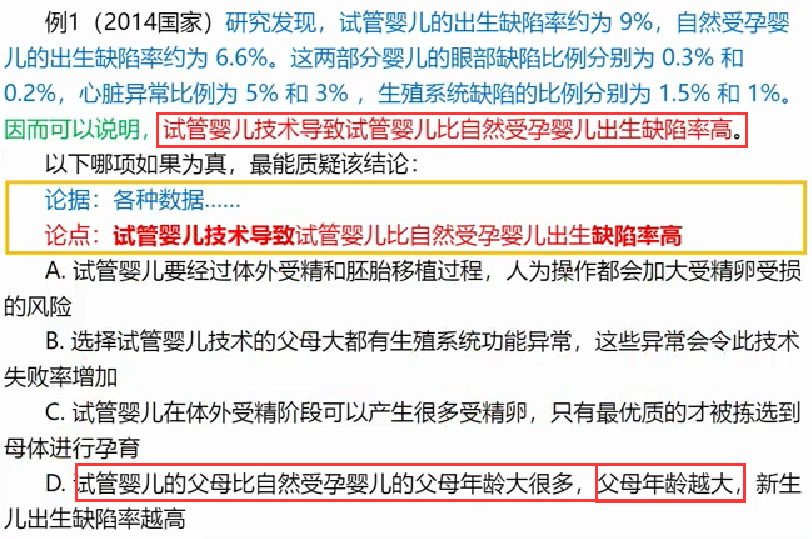 例1（2014国家）研究发现，试管婴儿的出生缺陷率约为 9%，自然受孕婴
儿的出生缺陷率约为 6.6%。这两部分婴儿的眼部缺陷比例分别为 0.3% 和
0.2%，心脏异常比例为 5% 和 3% ，生殖系统缺陷的比例分别为 1.5% 和 1%。
因而可以说明，试管婴儿技术导致试管婴儿比自然受孕婴儿出生缺陷率高。
以下哪项如果为真，最能质疑该结论：
论据：各种数据......
论点：试管婴儿技术导致试管婴儿比自然受孕婴儿出生缺陷率高
A. 试管婴儿要经过体外受精和胚胎移植过程，人为操作都会加大受精卵受损
的风险
B. 选择试管婴儿技术的父母大都有生殖系统功能异常，这些异常会令此技术
失败率增加
C. 试管婴儿在体外受精阶段可以产生很多受精卵，只有最优质的才被拣选到
母体进行孕育
D. 试管婴儿的父母比自然受孕婴儿的父母年龄大很多，父母年龄越大，新生
儿出生缺陷率越高